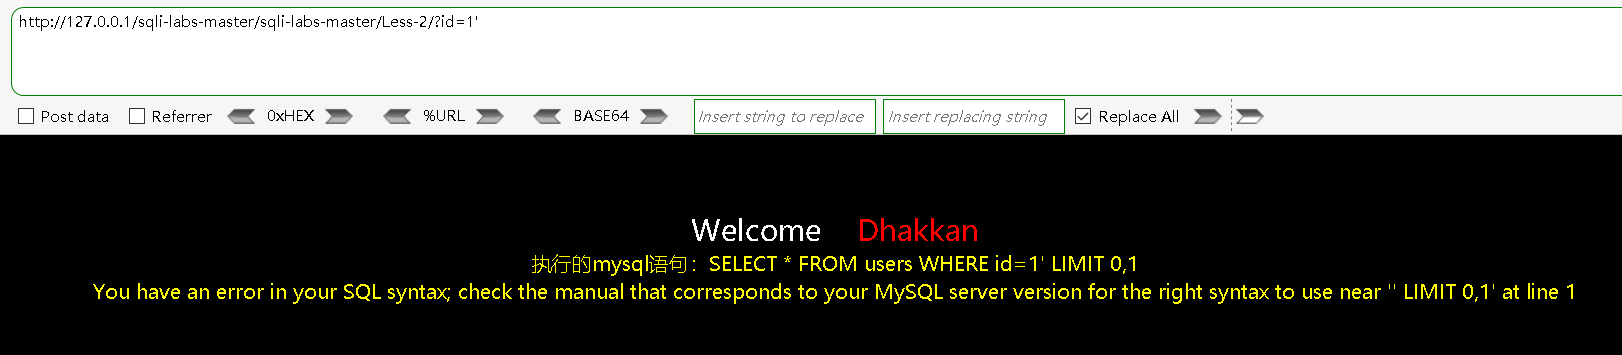 http://127.0.0.1/sqli-labs-master/sqli-labs-master/Less-2/?id=1'
Post data Referrer 0xHEX %URL BASE64 Insert string to replace Insert replacing string Replace All
Welcome Dhakkan
执行的mysql语句：SELECT * FROM users WHERE id=1' LIMIT 0,1
You have an error in your SQL syntax; check the manual that corresponds to your MySQL server version for the right syntax to use near '' LIMIT 0,1' at line 1